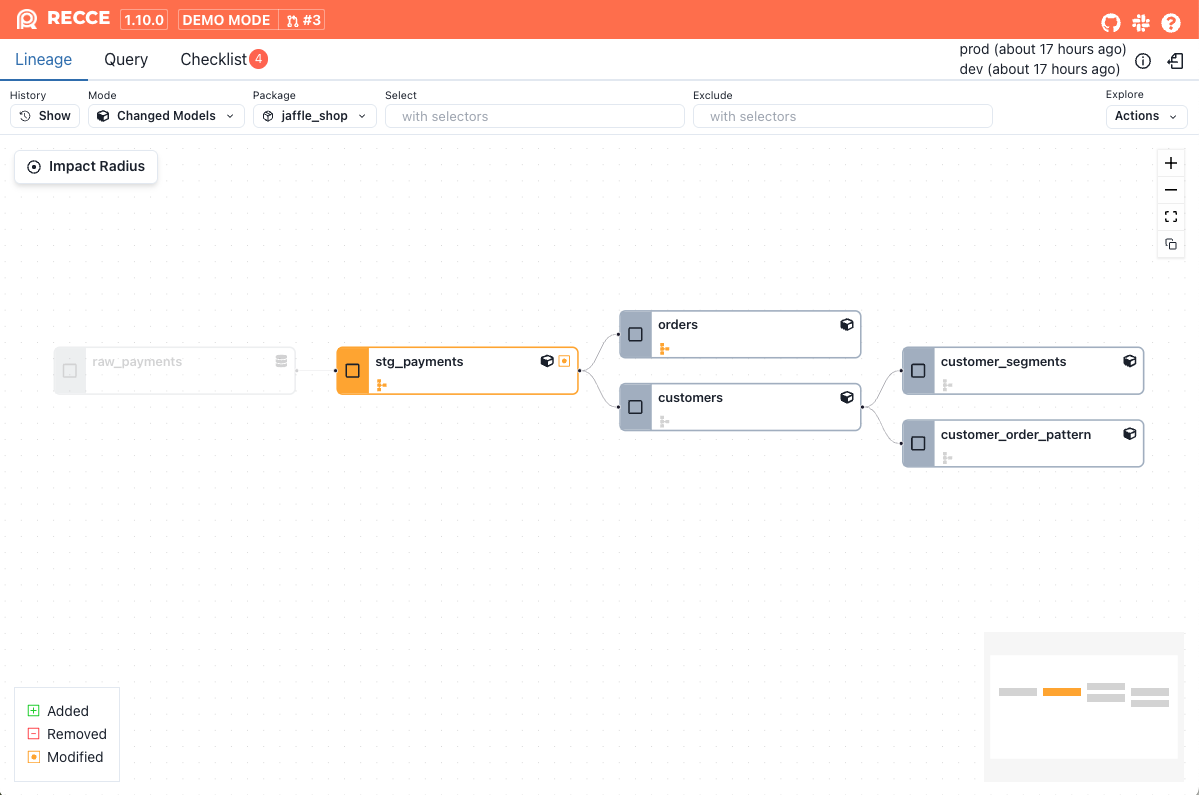 RECCE 1.10.0 DEMO MODE #3
Lineage Query Checklist 4
prod (about 17 hours ago)
dev (about 17 hours ago)
History Mode Package Select Exclude Explore
Show Changed Models jaffle_shop with selectors with selectors Actions
Impact Radius
raw_payments
stg_payments
orders
customers
customer_segments
customer_order_pattern
Added
Removed
Modified